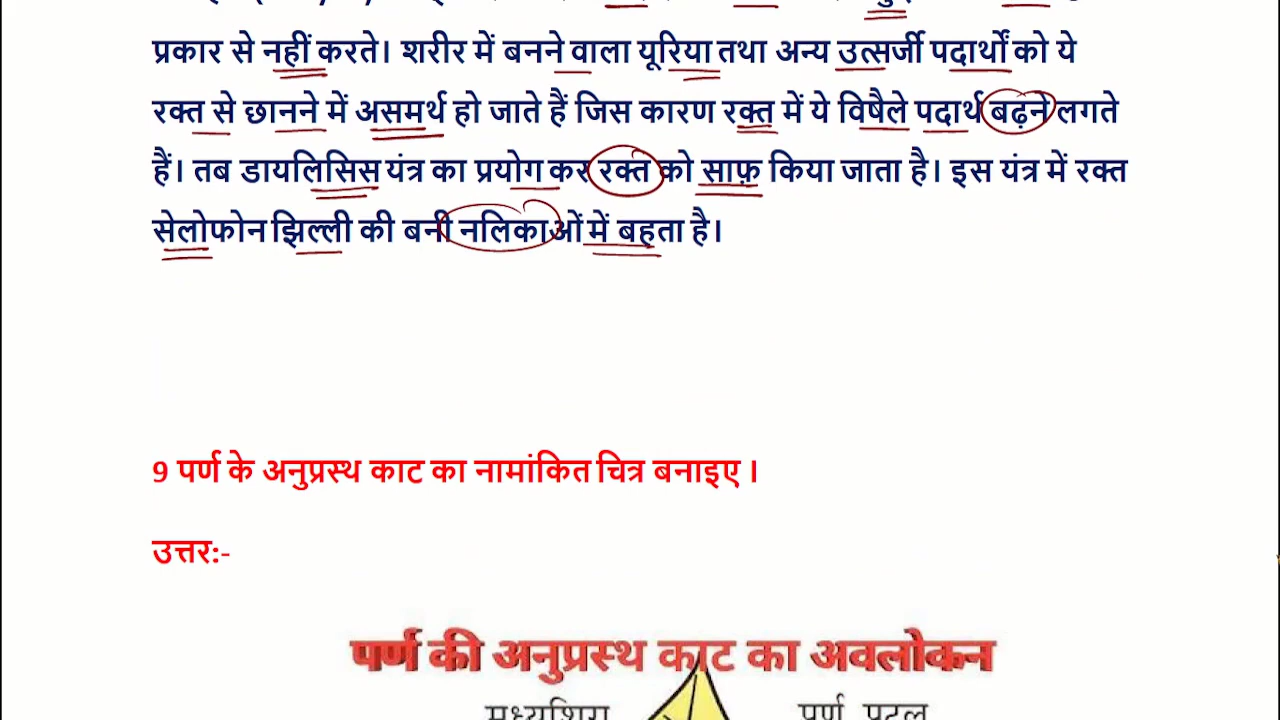 प्रकार से नहीं करते। शरीर में बनने वाला यूरिया तथा अन्य उत्सर्जी पदार्थों को ये
रक्त से छानने में असमर्थ हो जाते हैं जिस कारण रक्त में ये विषैले पदार्थ बढ़ने लगते
हैं। तब डायलिसिस यंत्र का प्रयोग कर रक्त को साफ़ किया जाता है। इस यंत्र में रक्त
सेलोफोन झिल्ली की बनी नलिकाओं में बहता है।
9 पर्ण के अनुप्रस्थ काट का नामांकित चित्र बनाइए ।
उत्तर:-
पर्ण की अनुप्रस्थ काट का अवलोकन
मध्यशिरा पर्ण पटल